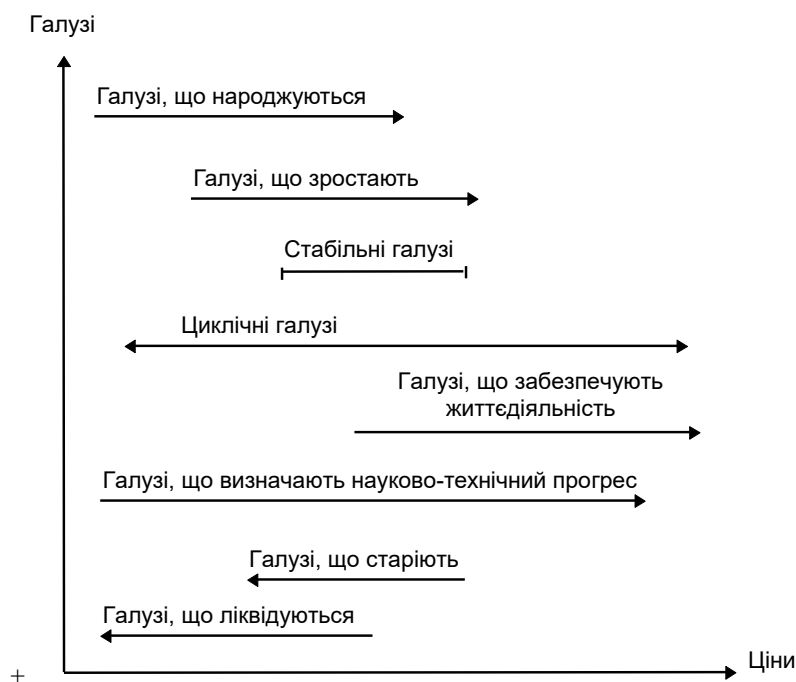 Галузі
Галузі, що народжуються
Галузі, що зростають
Стабільні галузі
Циклічні галузі
Галузі, що забезпечують
життєдіяльність
Галузі, що визначають науково-технічний прогрес
Галузі, що старіють
Галузі, що ліквідуються
Ціни
+